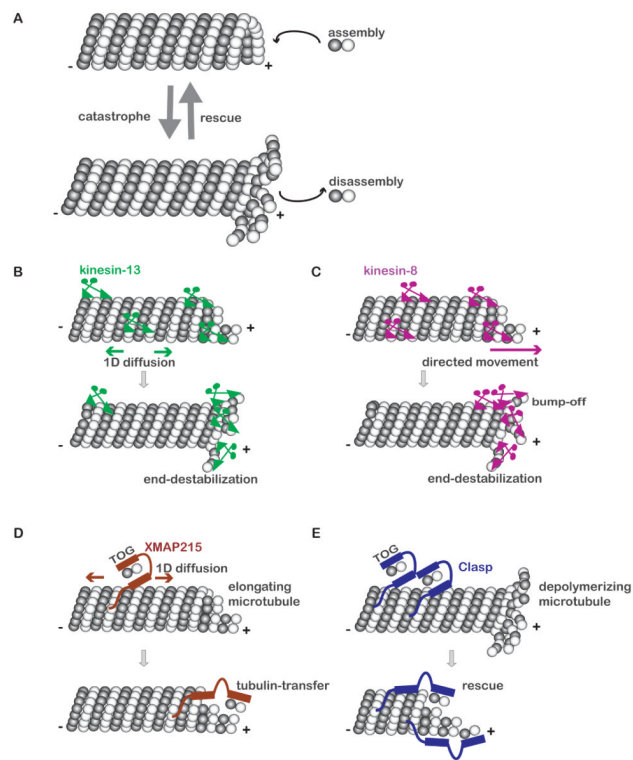 A
assembly
- +
catastrophe rescue
disassembly
- +
B
kinesin-13
- +
1D diffusion
- +
end-destabilization
C
kinesin-8
- +
directed movement
bump-off
- +
end-destabilization
D
XMAP215
TOG
1D diffusion
elongating
microtubule
- +
tubulin-transfer
- +
E
TOG
Clasp
depolymerizing
microtubule
- +
rescue
- +